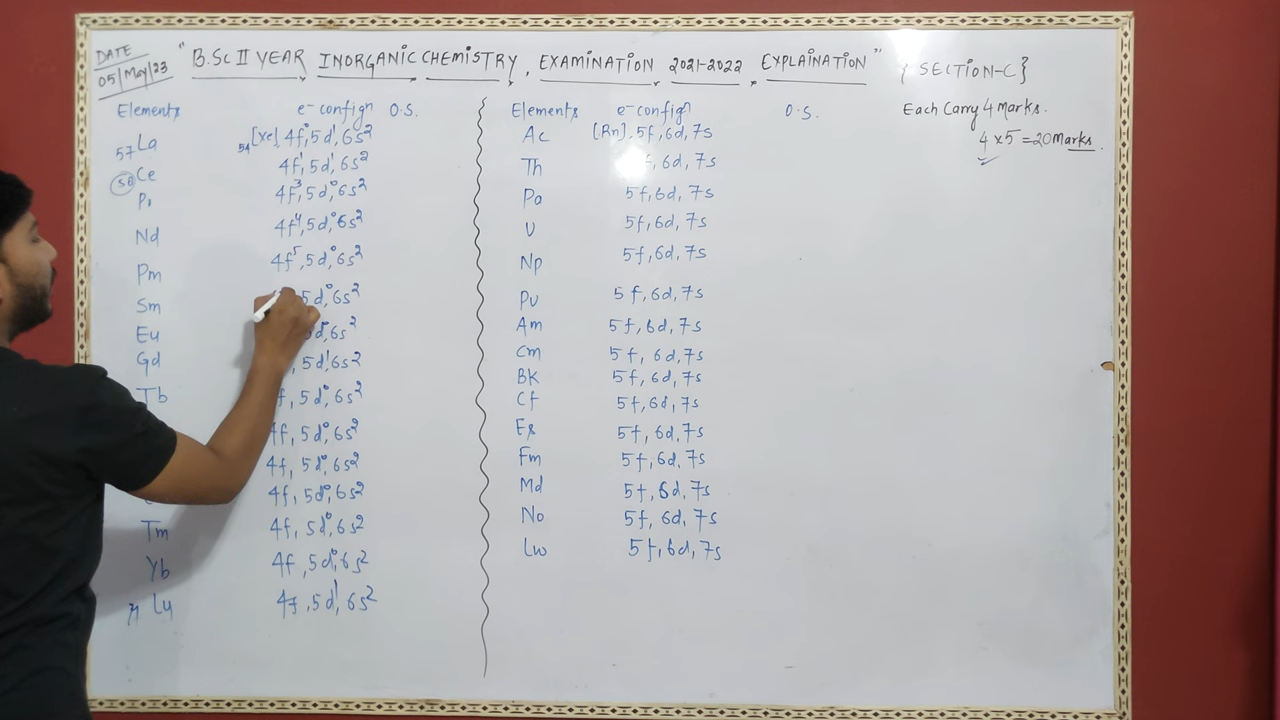 DATE
05/May/23
"B.Sc II YEAR INORGANIC CHEMISTRY, EXAMINATION 2021-2022, EXPLAINATION" { SECTION-C}
Each Carry 4 Marks.
4 x 5 = 20 Marks.
Elements e- config^n O.S.
57 La 54[Xe] 4f⁰, 5d¹, 6s²
58 Ce 4f¹, 5d¹, 6s²
Pr 4f³, 5d⁰, 6s²
Nd 4f⁴, 5d⁰, 6s²
Pm 4f⁵, 5d⁰, 6s²
Sm 5d⁰, 6s²
Eu 5d⁰, 6s²
Gd , 5d¹, 6s²
Tb f, 5d⁰, 6s²
4f, 5d⁰, 6s²
4f, 5d⁰, 6s²
4f, 5d⁰, 6s²
Tm 4f, 5d⁰, 6s²
Yb 4f, 5d⁰, 6s²
71 Lu 4f, 5d¹, 6s²
Elements e- config^n O.S.
Ac [Rn], 5f, 6d, 7s
Th f, 6d, 7s
Pa 5f, 6d, 7s
U 5f, 6d, 7s
Np 5f, 6d, 7s
Pu 5f, 6d, 7s
Am 5f, 6d, 7s
Cm 5f, 6d, 7s
BK 5f, 6d, 7s
Cf 5f, 6d, 7s
Es 5f, 6d, 7s
Fm 5f, 6d, 7s
Md 5f, 6d, 7s
No 5f, 6d, 7s
Lw 5f, 6d, 7s